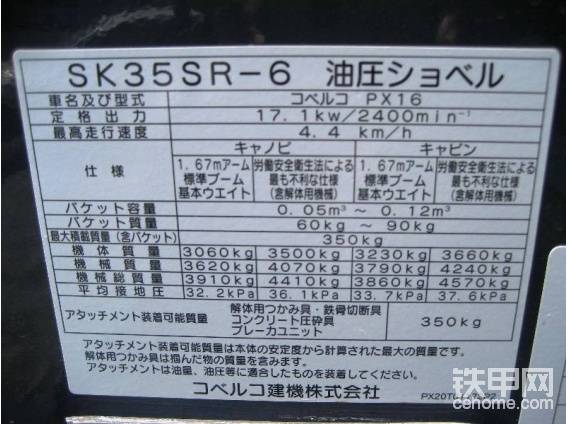 SK35SR-6 油圧ショベル
車名及び型式 コベルコ PX16
定格出力 17.1kw/2400min⁻¹
最高走行速度 4.4 km/h
仕様 キャノピ キャビン
1.67mアーム 標準ブーム 基本ウエイト 労働安全衛生法による 最も不利な仕様 (含解体用機械) 1.67mアーム 標準ブーム 基本ウエイト 労働安全衛生法による 最も不利な仕様 (含解体用機械)
バケット容量 0.05m³ ～ 0.12m³
バケット質量 60kg ～ 90kg
最大積載質量(含バケット) 350kg
機体質量 3060kg 3500kg 3230kg 3660kg
機械質量 3620kg 4070kg 3790kg 4240kg
機械総質量 3910kg 4410kg 3860kg 4570kg
平均接地圧 32.2kPa 36.1kPa 33.7kPa 37.6kPa
アタッチメント装着可能質量 解体用つかみ具・鉄骨切断具 コンクリート圧砕具 ブレーカユニット 350kg
アタッチメント装着可能質量は本体の安定度から計算された最大の質量です。
解体用つかみ具は掴んだ物の質量を含みます。
アタッチメントは油量、油圧等に適合したものを装着してください。
コベルコ建機株式会社
铁甲网
cehome.com